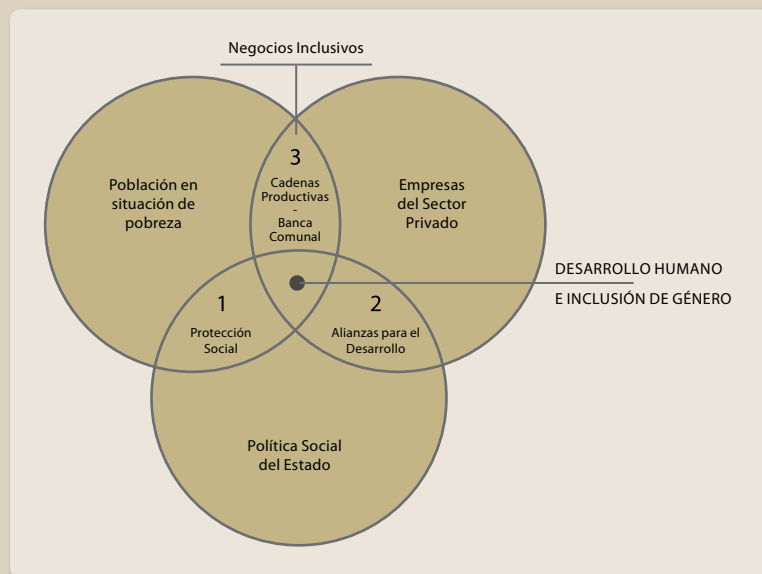 Negocios Inclusivos
Población en
situación de
pobreza
3
Cadenas
Productivas
-
Banca
Comunal
Empresas
del Sector
Privado
DESARROLLO HUMANO
E INCLUSIÓN DE GÉNERO
1
Protección
Social
2
Alianzas para el
Desarrollo
Política Social
del Estado